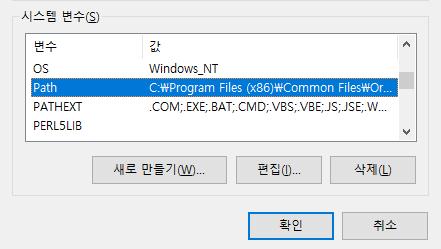 시스템 변수(S)
변수 값
OS Windows_NT
Path C:₩Program Files (x86)₩Common Files₩Or...
PATHEXT .COM;.EXE;.BAT;.CMD;.VBS;.VBE;.JS;.JSE;.W...
PERL5LIB
새로 만들기(W)... 편집(I)... 삭제(L)
확인 취소